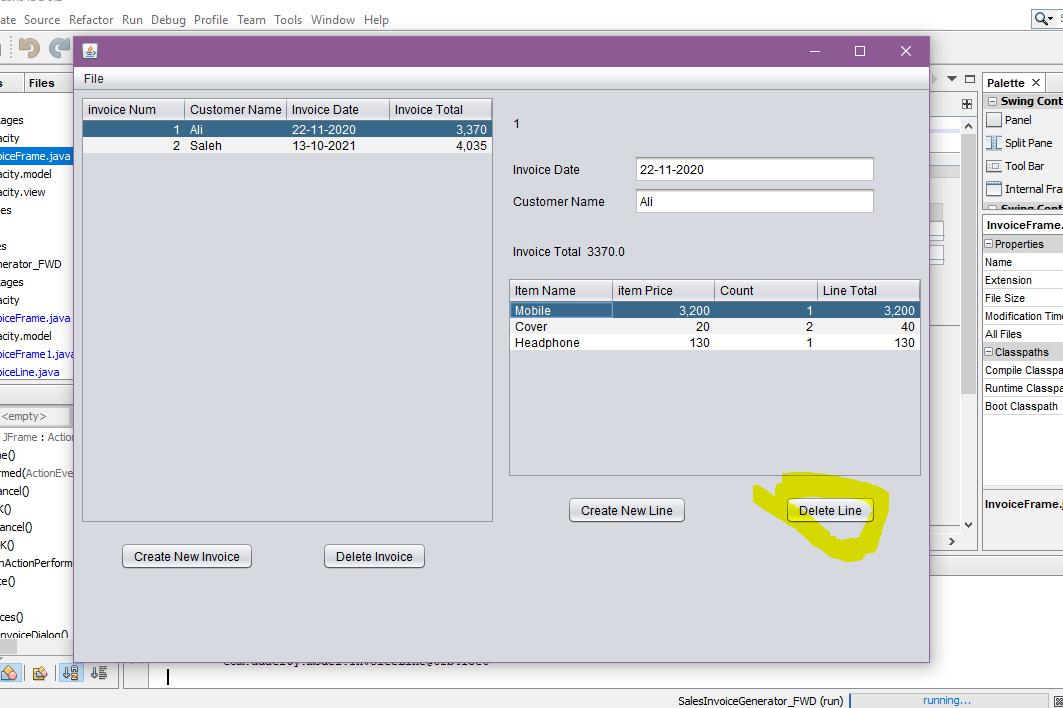 ate Source Refactor Run Debug Profile Team Tools Window Help
s Files
File
Palette
Swing Cont
Panel
Split Pane
Tool Bar
Internal Fra
Swing Cont
ages
acity
oiceFrame.java
acity.model
acity.view
es
es
nerator_FWD
ages
acity
oiceFrame.java
acity.model
oiceFrame1.java
oiceLine.java
<empty>
JFrame : Action
ne()
rmed(ActionEve
ancel()
K()
ancel()
K()
nActionPerform
ce()
ces()
nvoiceDialog()
invoice Num Customer Name Invoice Date Invoice Total
1 Ali 22-11-2020 3,370
2 Saleh 13-10-2021 4,035
1
Invoice Date 22-11-2020
Customer Name Ali
Invoice Total 3370.0
Item Name item Price Count Line Total
Mobile 3,200 1 3,200
Cover 20 2 40
Headphone 130 1 130
Create New Line Delete Line
Create New Invoice Delete Invoice
InvoiceFrame.
Properties
Name
Extension
File Size
Modification Time
All Files
Classpaths
Compile Classpa
Runtime Classpa
Boot Classpath
InvoiceFrame.j
SalesInvoiceGenerator_FWD (run) running...